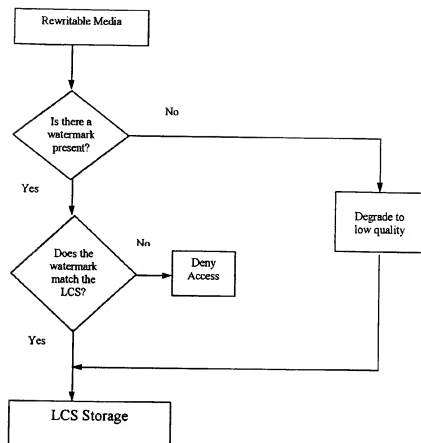 Rewritable Media
No
Is there a
watermark
present?
Yes
Degrade to
low quality
Does the
watermark
match the
LCS?
No
Deny
Access
Yes
LCS Storage